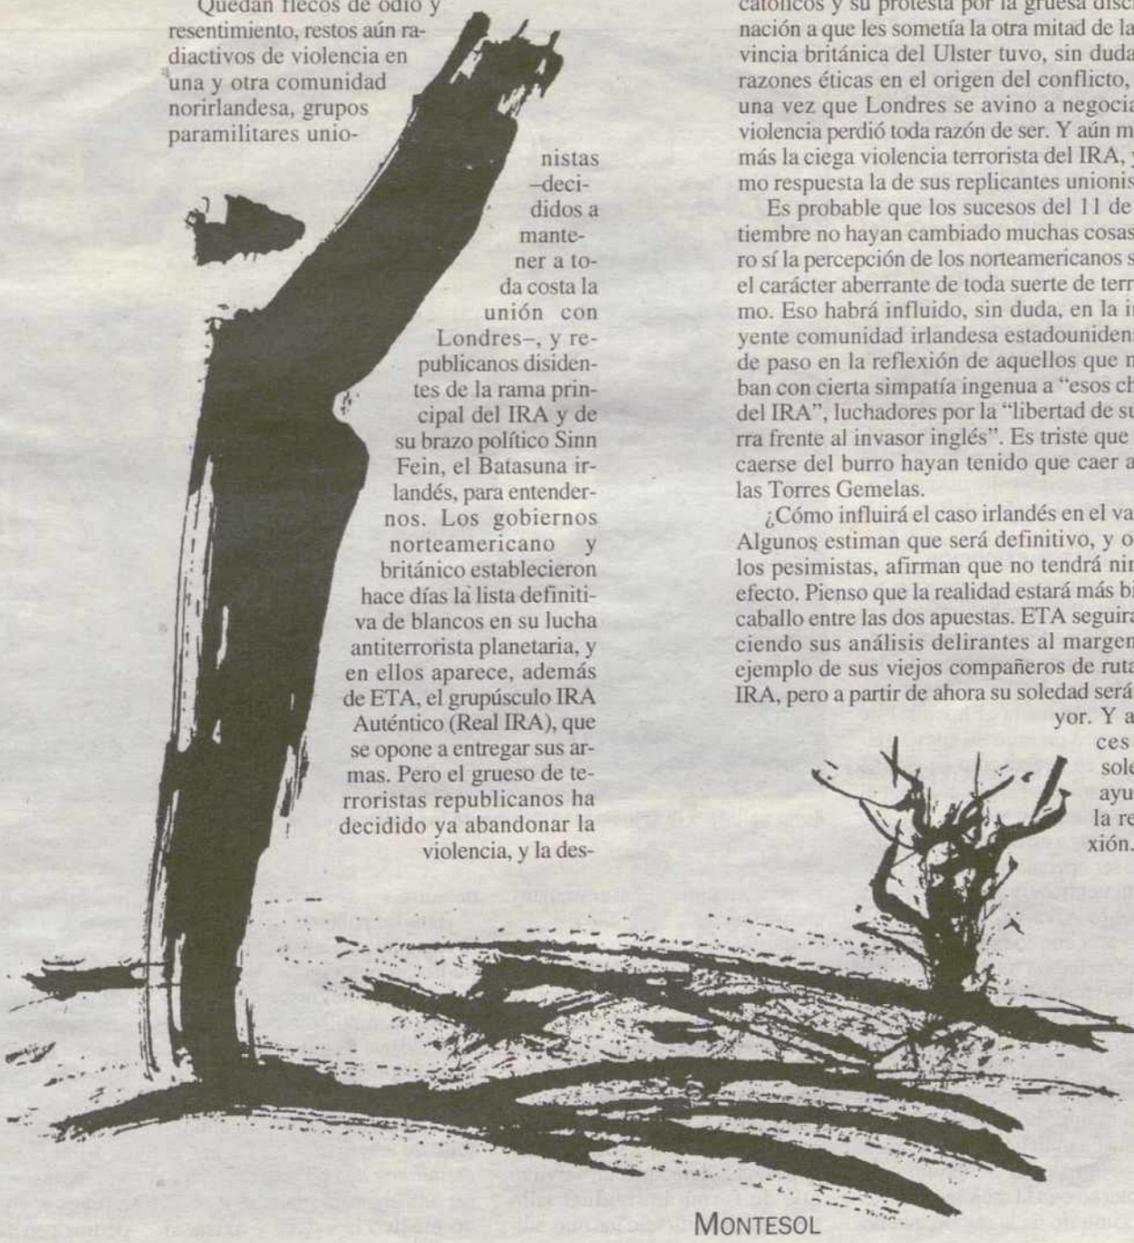 Quedan flecos de odio y
resentimiento, restos aún ra-
diactivos de violencia en
una y otra comunidad
norirlandesa, grupos
paramilitares unio-
nistas
–deci-
didos a
mante-
ner a to-
da costa la
unión con
Londres–, y re-
publicanos disiden-
tes de la rama prin-
cipal del IRA y de
su brazo político Sinn
Fein, el Batasuna ir-
landés, para entender-
nos. Los gobiernos
norteamericano y
británico establecieron
hace días la lista definiti-
va de blancos en su lucha
antiterrorista planetaria, y
en ellos aparece, además
de ETA, el grupúsculo IRA
Auténtico (Real IRA), que
se opone a entregar sus ar-
mas. Pero el grueso de te-
rroristas republicanos ha
decidido ya abandonar la
violencia, y la des-
católicos y su protesta por la gruesa
nación a que les sometía la otra mitad de la
vincia británica del Ulster tuvo, sin duda
razones éticas en el origen del conflicto,
una vez que Londres se avino a
violencia perdió toda razón de ser. Y aún
más la ciega violencia terrorista del IRA,
mo respuesta la de sus replicantes
Es probable que los sucesos del 11 de
tiembre no hayan cambiado muchas cosas
ro sí la percepción de los norteamericanos
el carácter aberrante de toda suerte de
mo. Eso habrá influido, sin duda, en la
yente comunidad irlandesa
de paso en la reflexión de aquellos que
ban con cierta simpatía ingenua a “esos
del IRA”, luchadores por la “libertad de
rra frente al invasor inglés”. Es triste que
caerse del burro hayan tenido que caer
las Torres Gemelas.
¿Cómo influirá el caso irlandés en el
Algunos estiman que será definitivo, y
los pesimistas, afirman que no tendrá
efecto. Pienso que la realidad estará más
caballo entre las dos apuestas. ETA
ciendo sus análisis delirantes al margen
ejemplo de sus viejos compañeros de ruta
IRA, pero a partir de ahora su soledad será
yor. Y
ces
la
xión.
MONTESOL